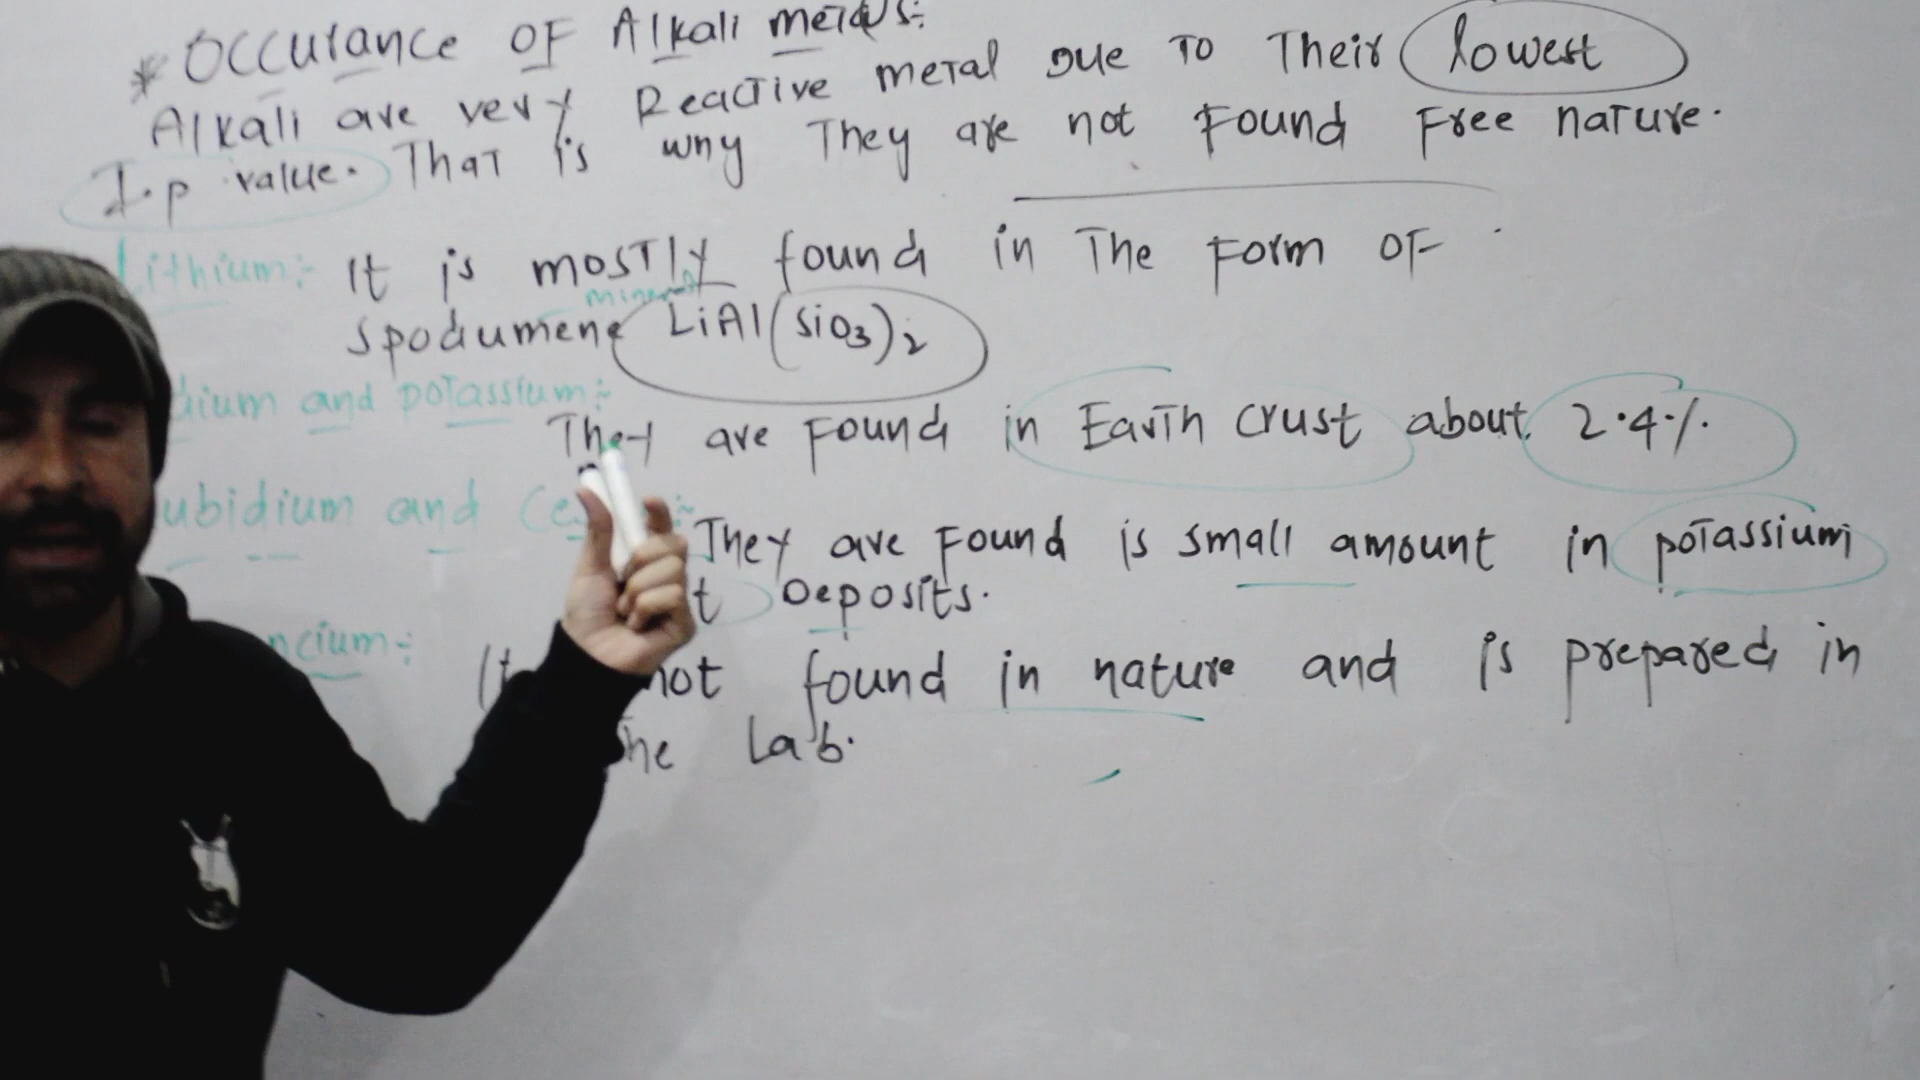 * Occurance OF Alkali metals:-
Alkali are very Reactive metal Due To Their lowest
I.p value. That is why They are not Found Free nature.
Lithium:- It is mostly found in The Form OF
mineral
Spodumene LiAl(SiO3)2
dium and potassium:-
They are Found in Earth crust about 2.4%.
ubidium and
They are Found is small amount in potassium
Deposits.
ncium:- It not found in nature and is prepared in
he Lab.